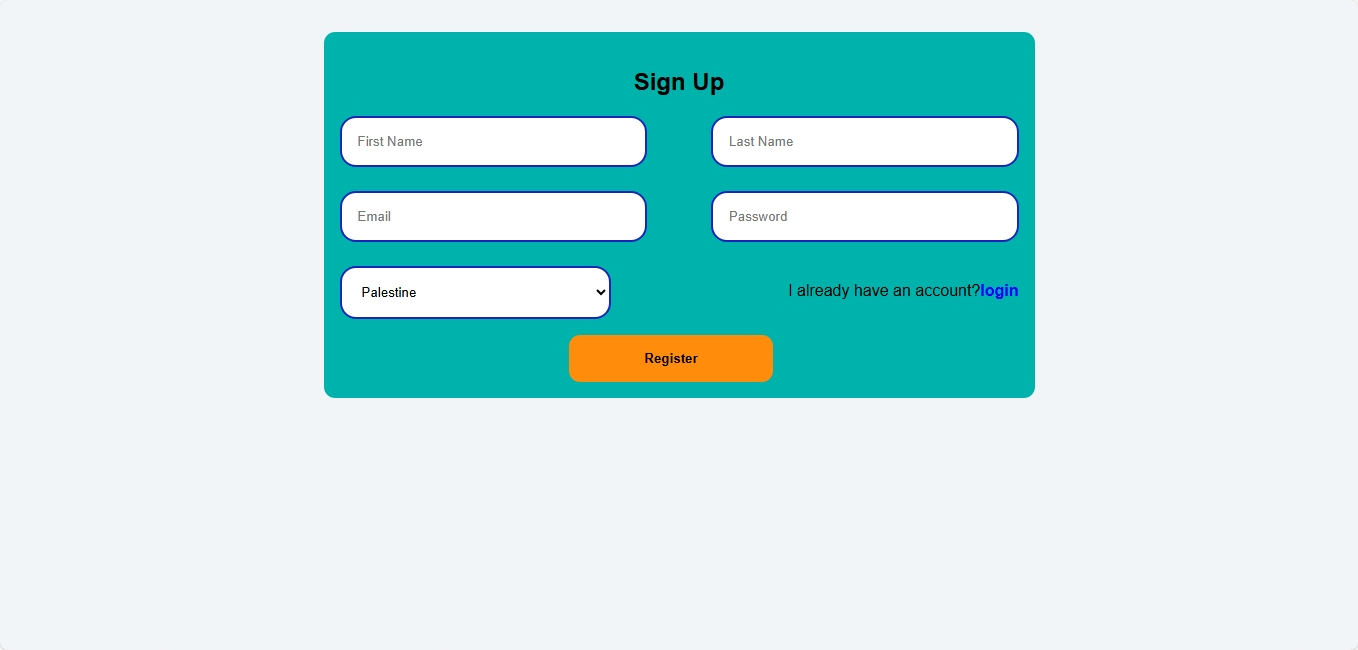 Sign Up
First Name
Last Name
Email
Password
Palestine
I already have an account?login
Register